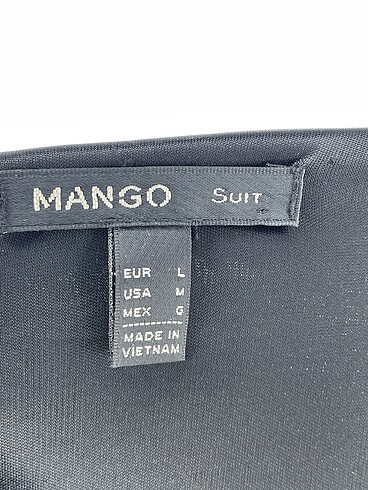 MANGO SUIT
EUR L
USA M
MEX G
MADE IN
VIETNAM